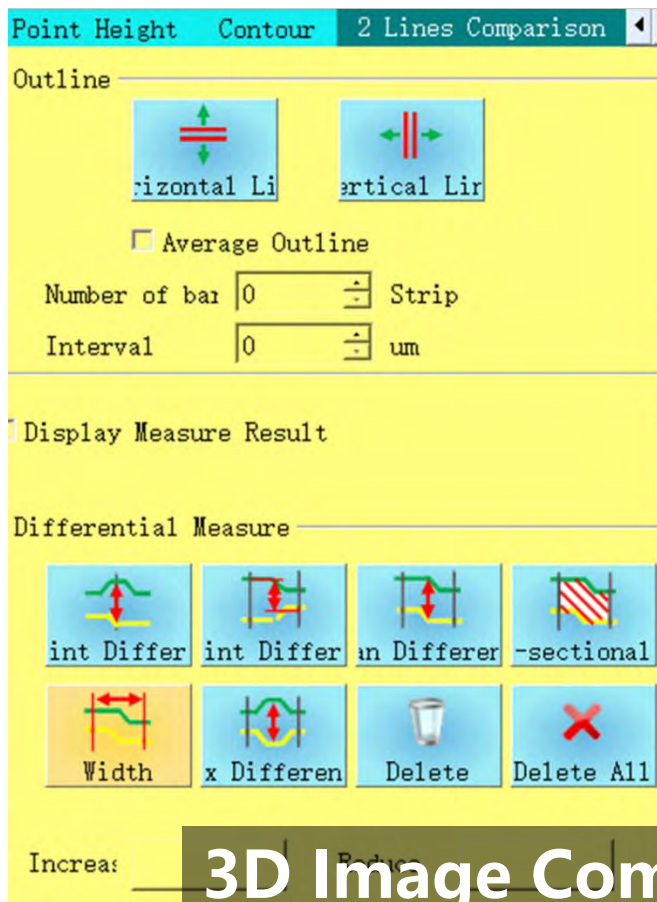 Point Height Contour 2 Lines Comparison
Outline
rizontal Li ertical Lir
Average Outline
Number of bar 0 Strip
Interval 0 um
Display Measure Result
Differential Measure
int Differ int Differ an Differer -sectional
Width x Differen Delete Delete All
Increas Reduce
3D Image Com